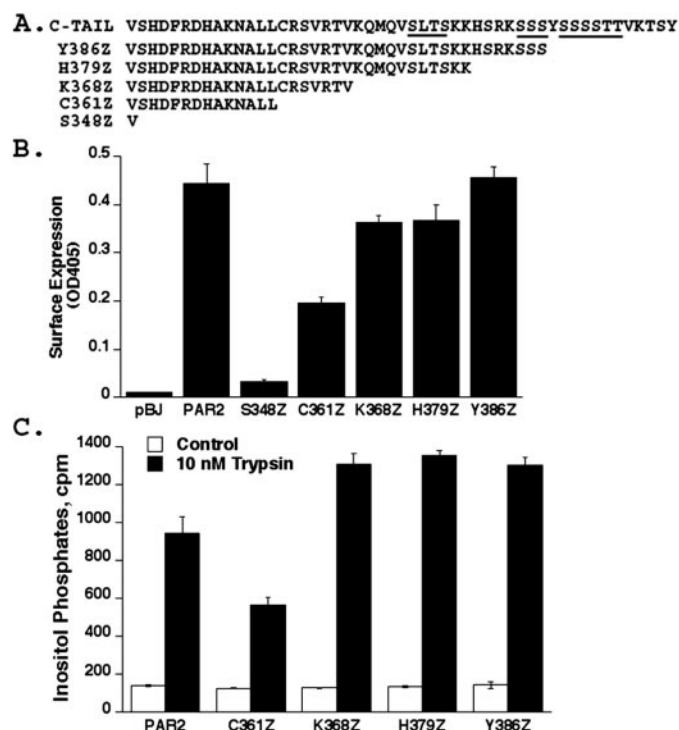 A. C-TAIL VSHDFRDHAKNALLCRSVRTVKQMQVSLTSKKHSRKSSSYSSSSTTVKTSY
Y386Z VSHDFRDHAKNALLCRSVRTVKQMQVSLTSKKHSRKSSS
H379Z VSHDFRDHAKNALLCRSVRTVKQMQVSLTSKK
K368Z VSHDFRDHAKNALLCRSVRTV
C361Z VSHDFRDHAKNALL
S348Z V
B.
Surface Expression
(OD405)
0.5
0.4
0.3
0.2
0.1
0
pBJ PAR2 S348Z C361Z K368Z H379Z Y386Z
C.
Inositol Phosphates, cpm
1400
1200
1000
800
600
400
200
0
Control
10 nM Trypsin
PAR2 C361Z K368Z H379Z Y386Z